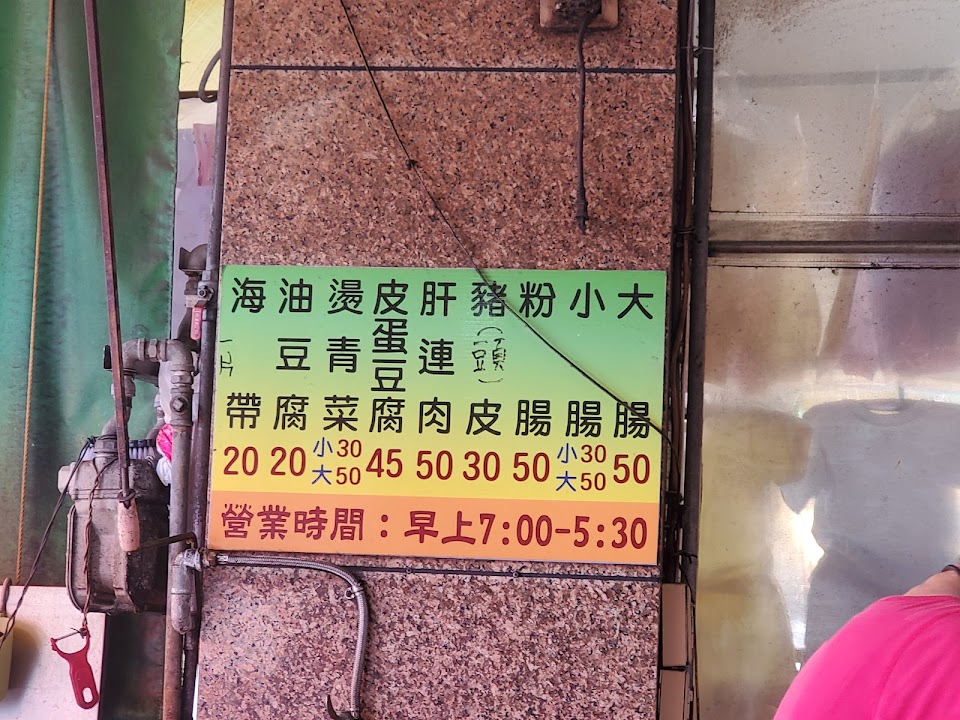 大腸 50
小腸 小30 大50
粉腸 50
豬(頭)皮 30
肝連肉 50
皮蛋豆腐 45
燙青菜 小30 大50
油豆腐 20
海一片帶 20
營業時間：早上7:00-5:30